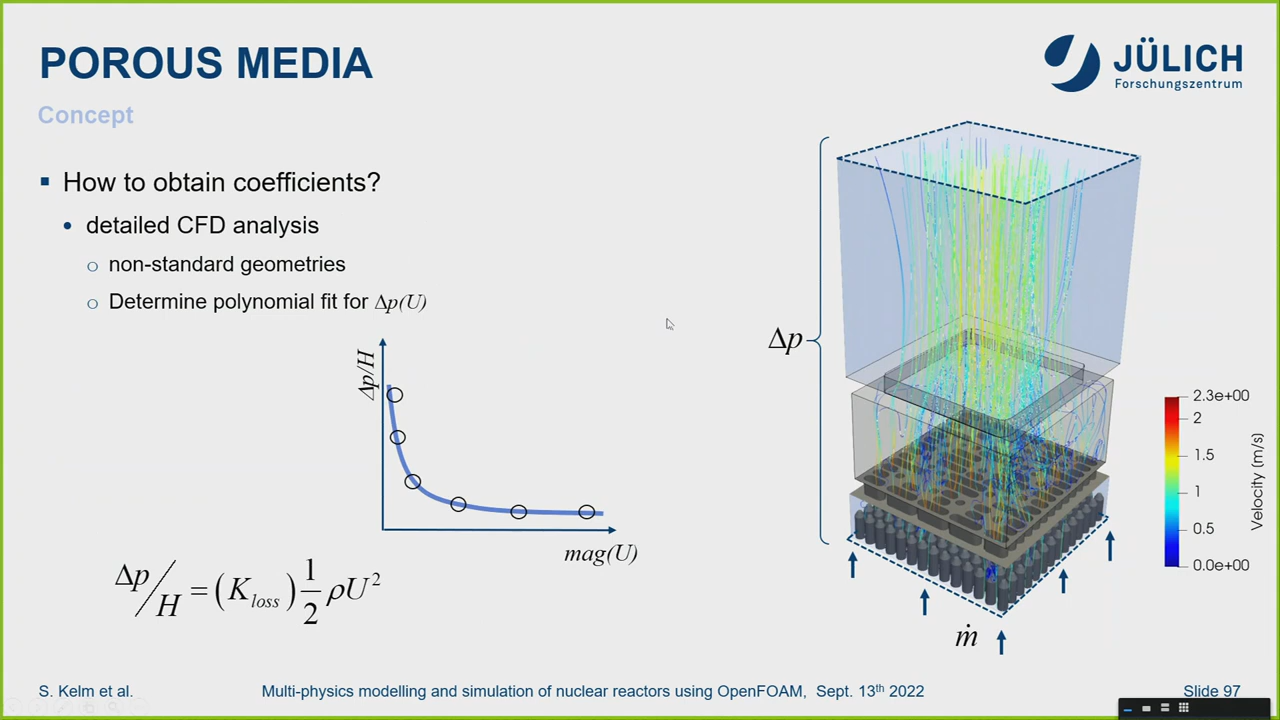 POROUS MEDIA
JÜLICH
Forschungszentrum
Concept
How to obtain coefficients?
detailed CFD analysis
non-standard geometries
Determine polynomial fit for Δp(U)
Δp/H
mag(U)
Δp/H = (K_loss) 1/2 ρU²
Δp
ṁ
2.3e+00
2
1.5
1
0.5
0.0e+00
Velocity (m/s)
S. Kelm et al.
Multi-physics modelling and simulation of nuclear reactors using OpenFOAM, Sept. 13th 2022
Slide 97